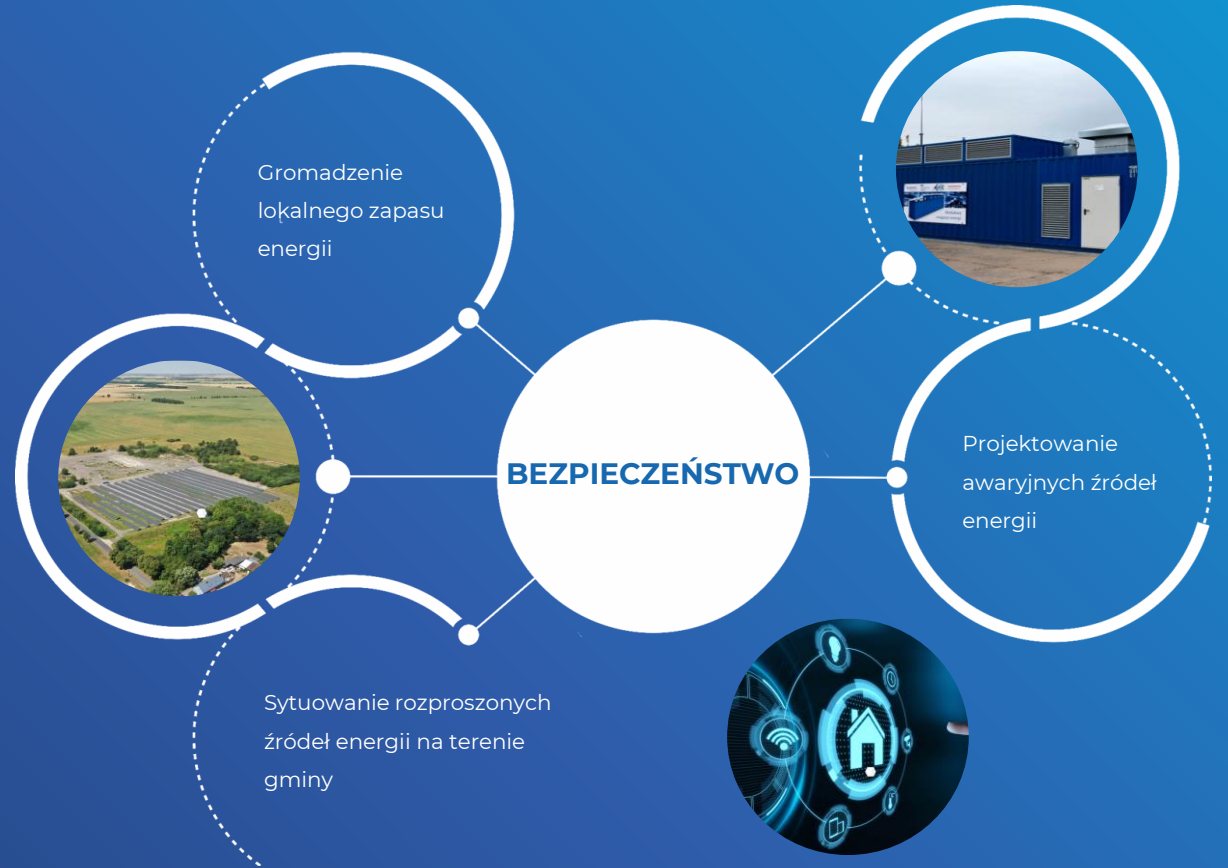 Gromadzenie
lokalnego zapasu
energii
BEZPIECZEŃSTWO
Projektowanie
awaryjnych źródeł
energii
Sytuowanie rozproszonych
źródeł energii na terenie
gminy